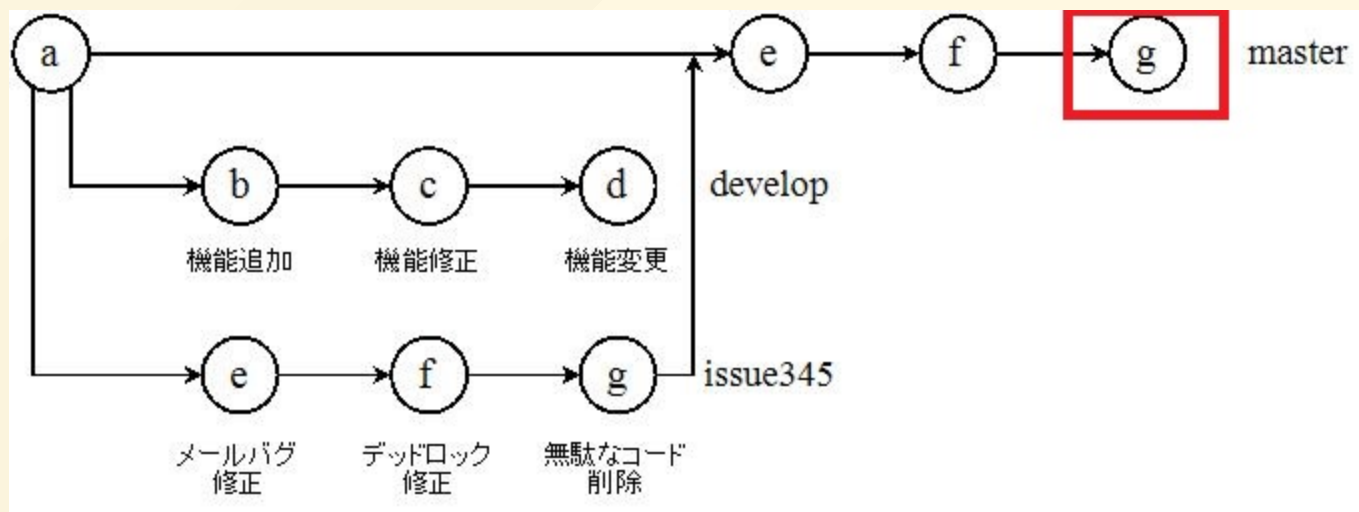 a
e
f
g
master
b
c
d
develop
機能追加
機能修正
機能変更
e
f
g
issue345
メールバグ
修正
デッドロック
修正
無駄なコード
削除